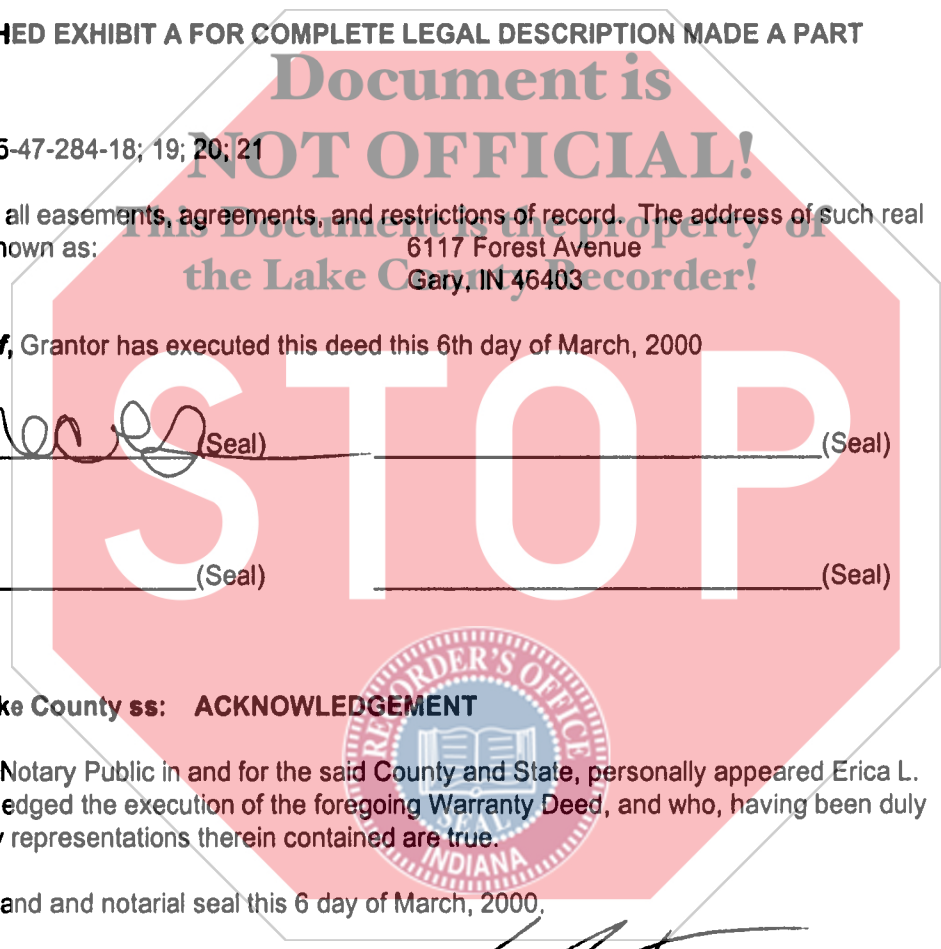 HED EXHIBIT A FOR COMPLETE LEGAL DESCRIPTION MADE A PART
Document is
5-47-284-18; 19; 20; 21
NOT OFFICIAL!
all easements, agreements, and restrictions of record. The address of such real
This Document is the property of
nown as: 6117 Forest Avenue
the Lake County Recorder!
Gary, IN 46403
f, Grantor has executed this deed this 6th day of March, 2000
STOP
(Seal) (Seal)
(Seal) (Seal)
RECORDER'S OFFICE
ke County ss: ACKNOWLEDGEMENT
Notary Public in and for the said County and State, personally appeared Erica L.
edged the execution of the foregoing Warranty Deed, and who, having been duly
y representations therein contained are true.
SEAL
INDIANA
and and notarial seal this 6 day of March, 2000,